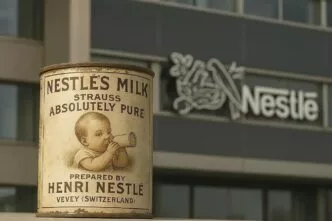 NESTLÉ'S MILK
STRAUSS
ABSOLUTELY PURE
PREPARED BY
HENRI NESTLÉ
VEVEY (SWITZERLAND)
Nestlé